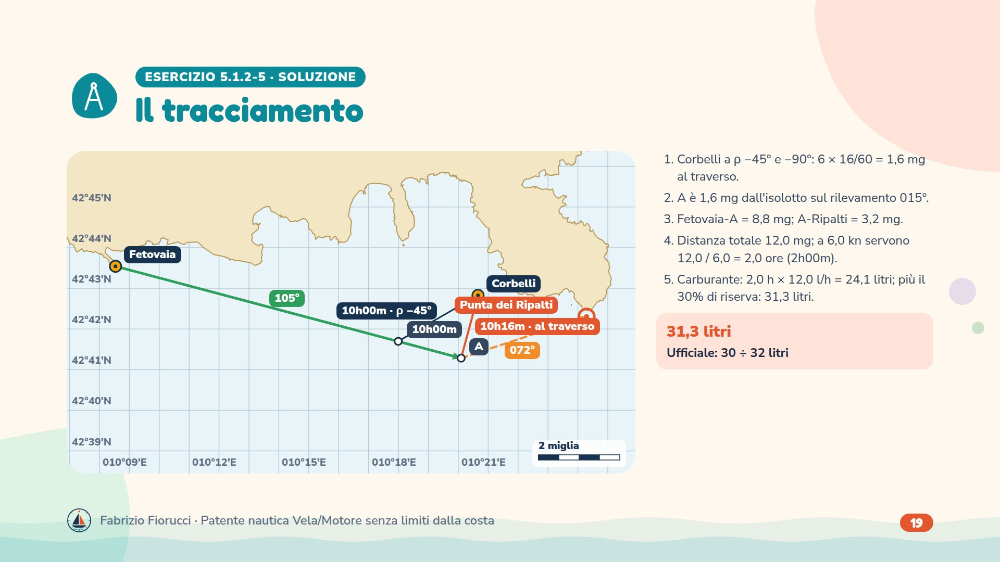 ESERCIZIO 5.1.2-5 · SOLUZIONE
Il tracciamento
42°45'N
42°44'N
42°43'N
42°42'N
42°41'N
42°40'N
42°39'N
010°09'E
010°12'E
010°15'E
010°18'E
010°21'E
Fetovaia
105°
10h00m · ρ −45°
10h00m
Corbelli
Punta dei Ripalti
10h16m · al traverso
A
072°
2 miglia
1. Corbelli a ρ −45° e −90°: 6 × 16/60 = 1,6 mg
al traverso.
2. A è 1,6 mg dall'isolotto sul rilevamento 015°.
3. Fetovaia-A = 8,8 mg; A-Ripalti = 3,2 mg.
4. Distanza totale 12,0 mg; a 6,0 kn servono
12,0 / 6,0 = 2,0 ore (2h00m).
5. Carburante: 2,0 h × 12,0 l/h = 24,1 litri; più il
30% di riserva: 31,3 litri.
31,3 litri
Ufficiale: 30 ÷ 32 litri
Fabrizio Fiorucci · Patente nautica Vela/Motore senza limiti dalla costa
19